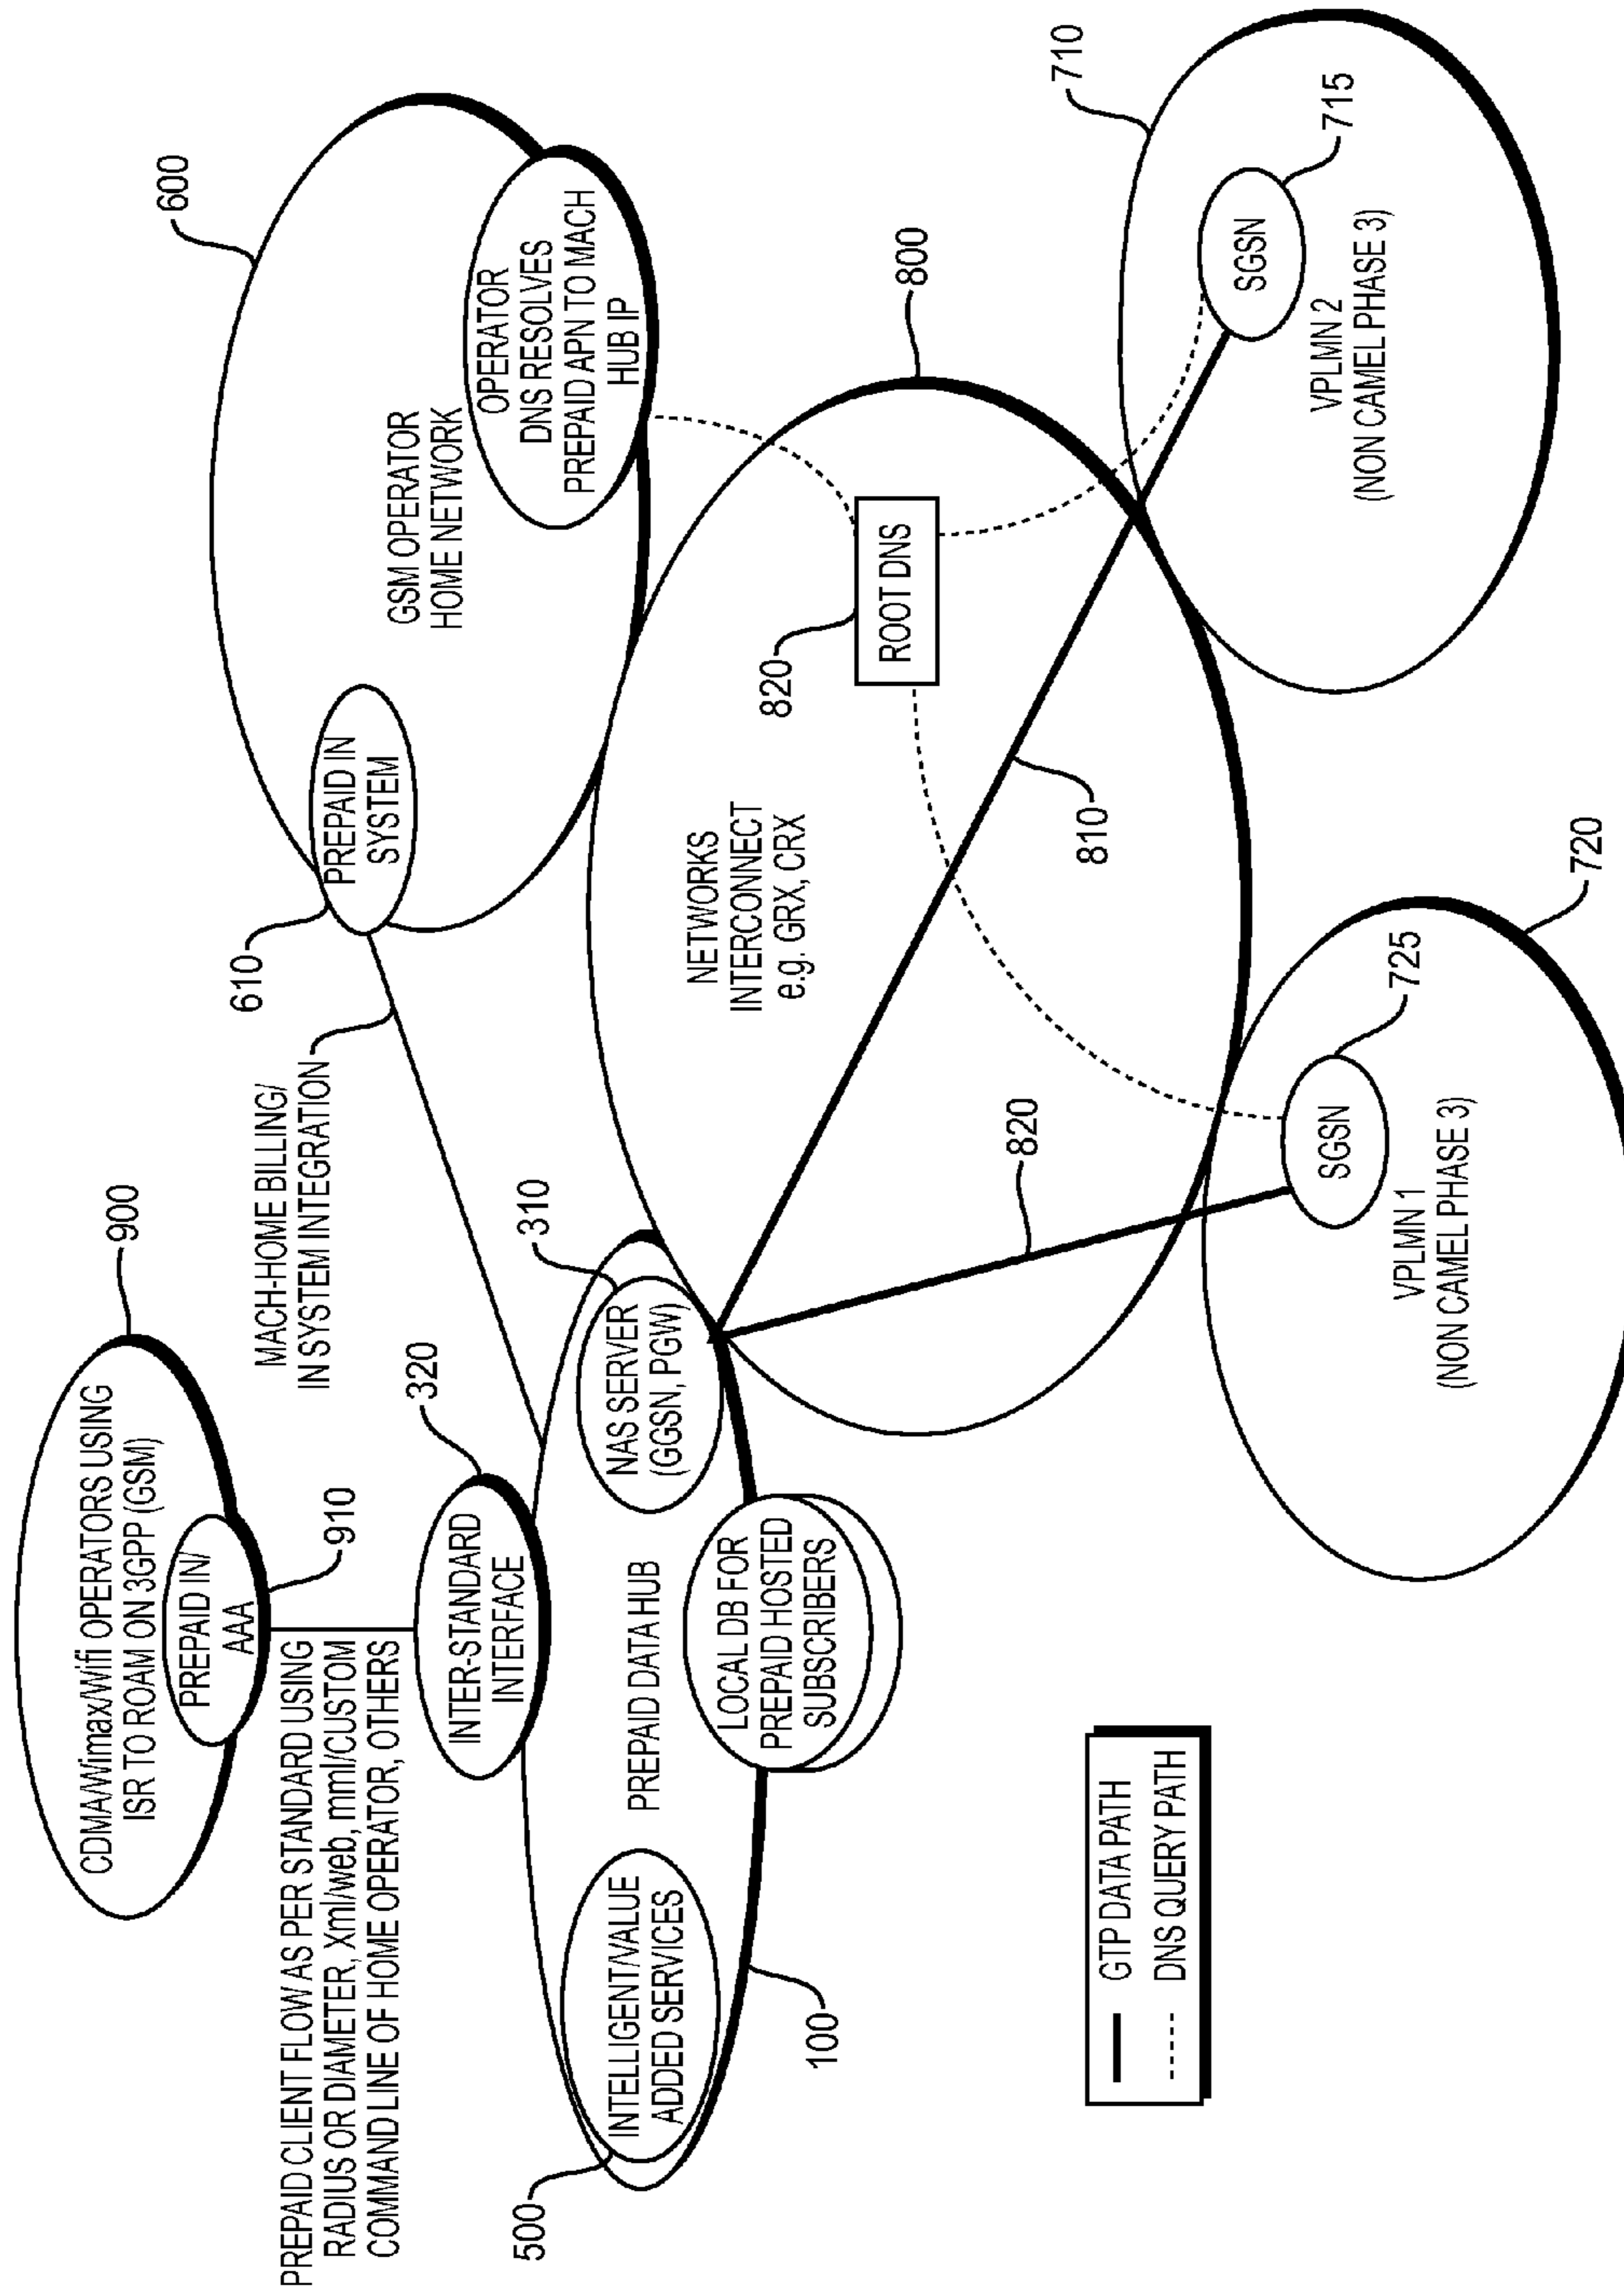 CDMA/Wimax/Wifi OPERATORS USING
ISR TO ROAM ON 3GPP (GSM)
PREPAID IN/
AAA
900
910
PREPAID CLIENT FLOW AS PER STANDARD USING
RADIUS OR DIAMETER, Xml/web, mml/CUSTOM
COMMAND LINE OF HOME OPERATOR, OTHERS
MACH-HOME BILLING/
IN SYSTEM INTEGRATION
610
PREPAID IN
SYSTEM
600
GSM OPERATOR
HOME NETWORK
OPERATOR
DNS RESOLVES
PREPAID APN TO MACH
HUB IP
320
INTER-STANDARD
INTERFACE
310
500
INTELLIGENT/VALUE
ADDED SERVICES
PREPAID DATA HUB
NAS SERVER
(GGSN, PGW)
LOCAL DB FOR
PREPAID HOSTED
SUBSCRIBERS
100
NETWORKS
INTERCONNECT
e.g. GRX, CRX
820
ROOT DNS
800
810
820
710
715
SGSN
VPLMN 2
(NON CAMEL PHASE 3)
720
725
SGSN
VPLMN 1
(NON CAMEL PHASE 3)
GTP DATA PATH
DNS QUERY PATH